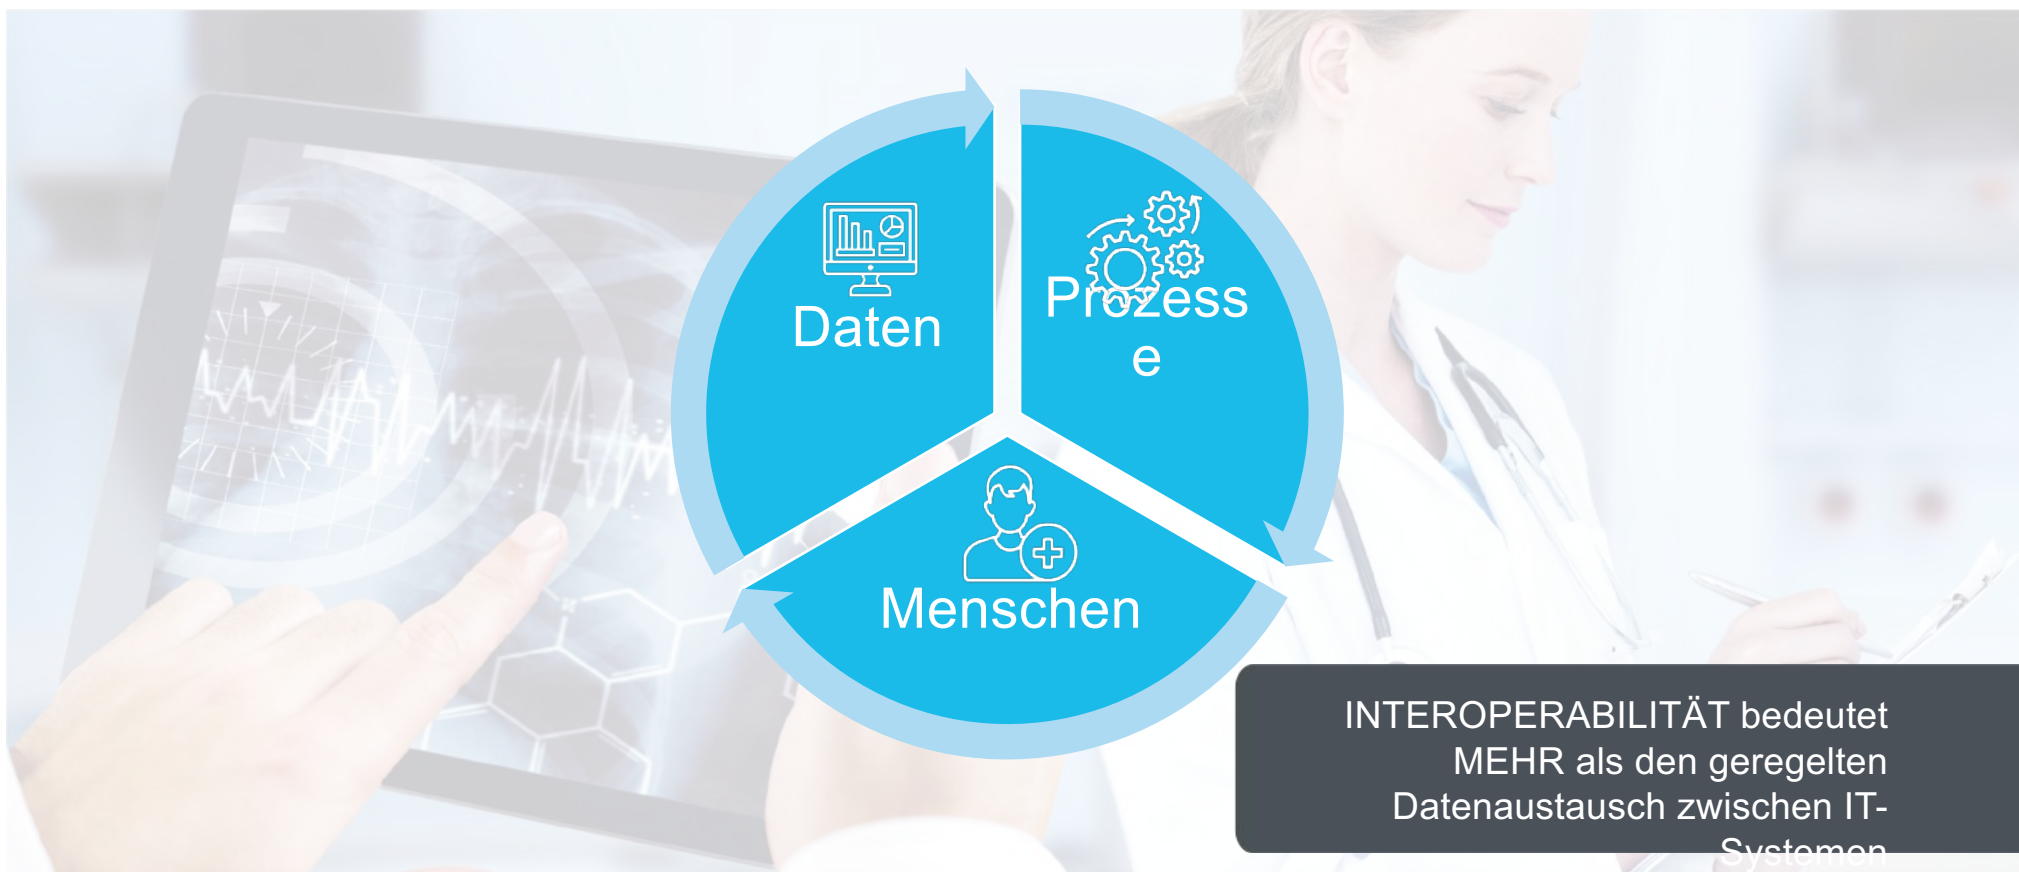 Daten
Prozess
e
Menschen
INTEROPERABILITÄT bedeutet
MEHR als den geregelten
Datenaustausch zwischen IT-
Systemen